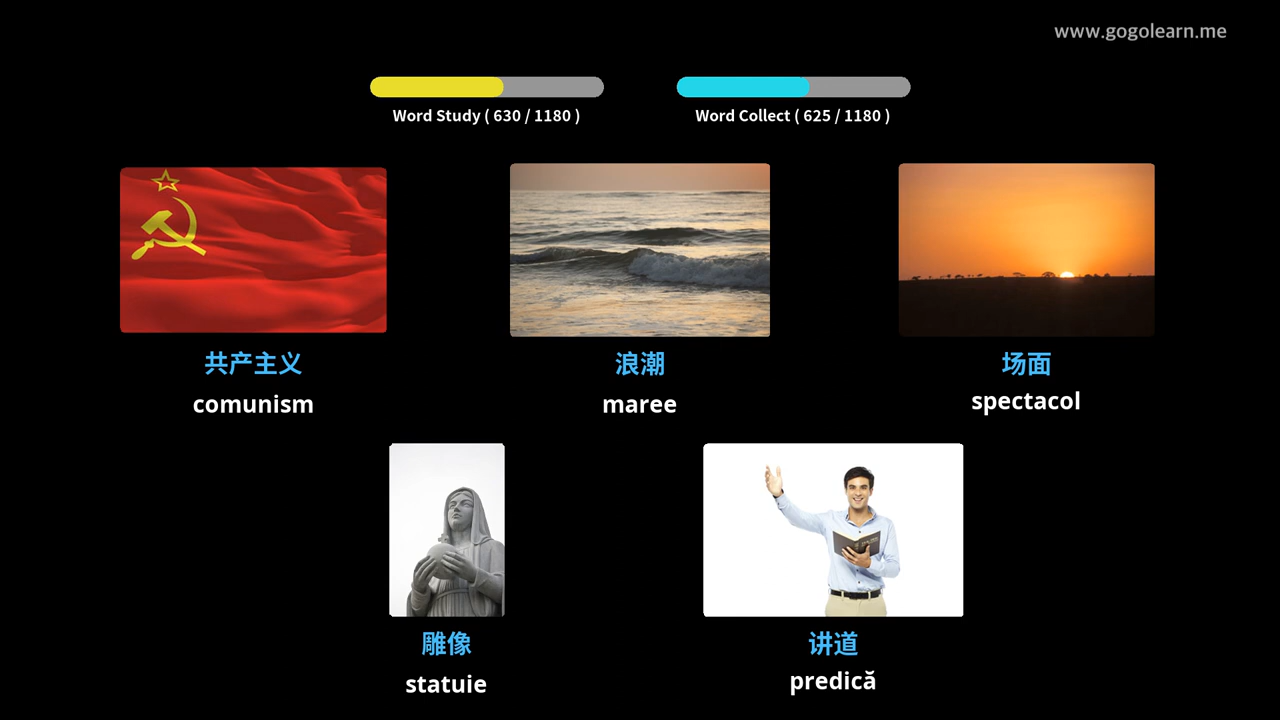 www.gogolearn.me
Word Study ( 630 / 1180 )
Word Collect ( 625 / 1180 )
共产主义
comunism
浪潮
maree
场面
spectacol
雕像
statuie
讲道
predică